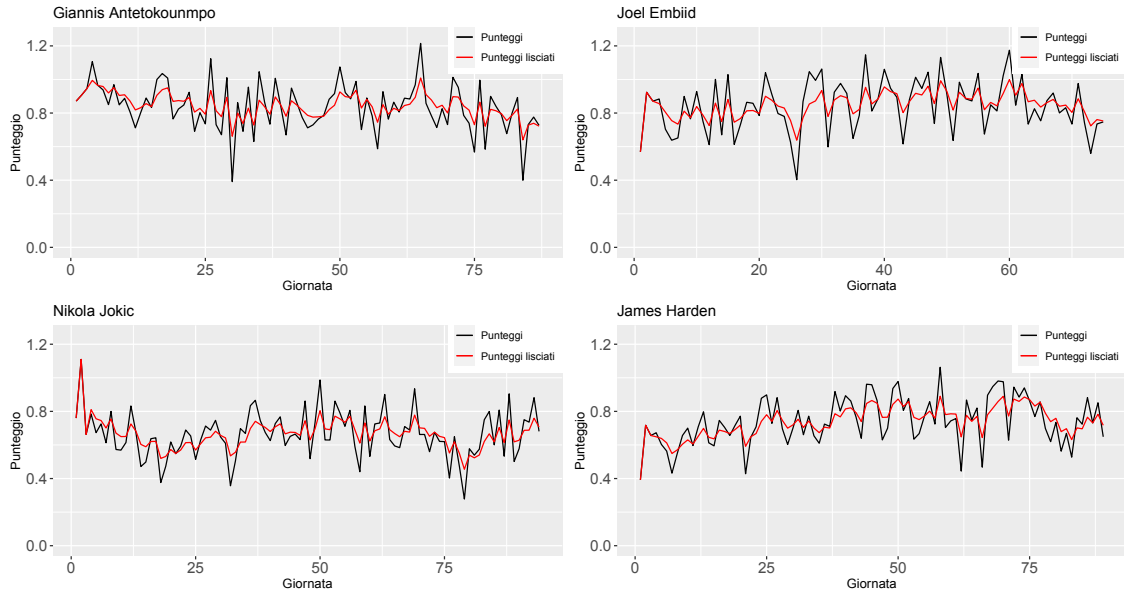 Giannis Antetokounmpo
Punteggio
1.2
0.8
0.4
0.0
Punteggi
Punteggi lisciati
0 25 50 75
Giornata
Joel Embiid
Punteggio
1.2
0.8
0.4
0.0
Punteggi
Punteggi lisciati
0 20 40 60
Giornata
Nikola Jokic
Punteggio
1.2
0.8
0.4
0.0
Punteggi
Punteggi lisciati
0 25 50 75
Giornata
James Harden
Punteggio
1.2
0.8
0.4
0.0
Punteggi
Punteggi lisciati
0 25 50 75
Giornata